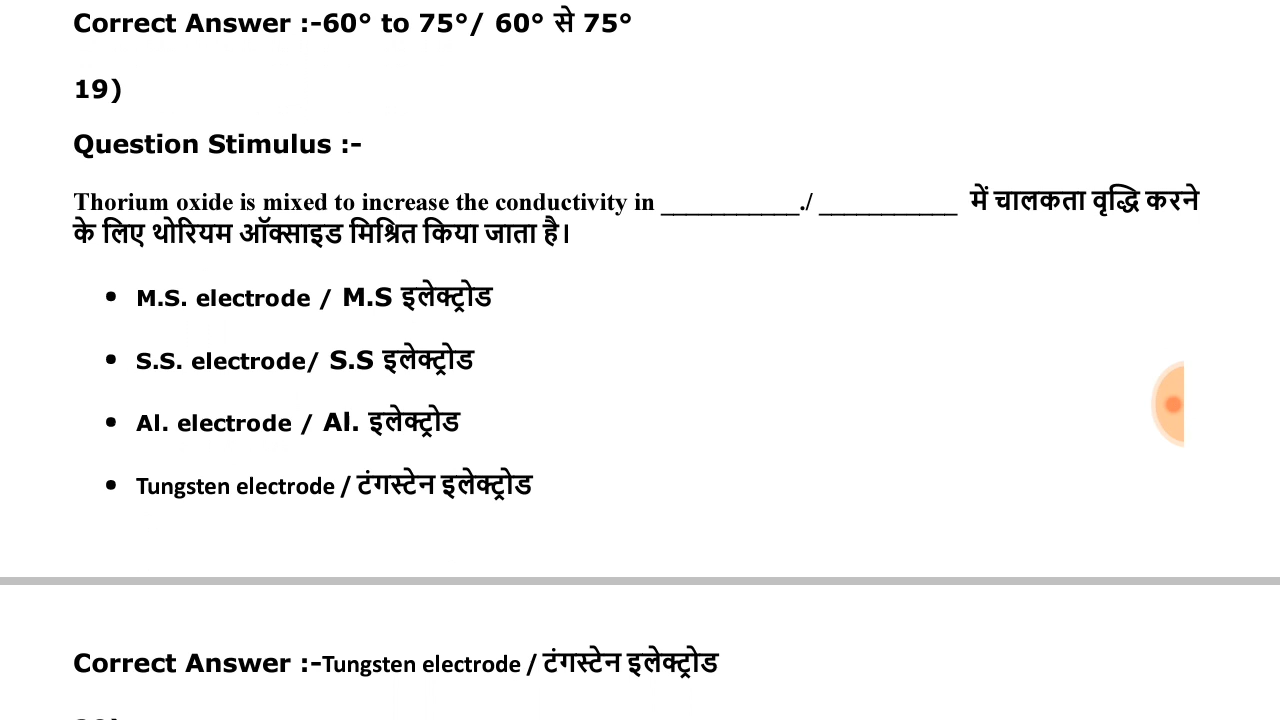 Correct Answer :-60° to 75°/ 60° से 75°
19)
Question Stimulus :-
Thorium oxide is mixed to increase the conductivity in ___________./ ___________ में चालकता वृद्धि करने
के लिए थोरियम ऑक्साइड मिश्रित किया जाता है।
• M.S. electrode / M.S इलेक्ट्रोड
• S.S. electrode/ S.S इलेक्ट्रोड
• Al. electrode / Al. इलेक्ट्रोड
• Tungsten electrode / टंगस्टेन इलेक्ट्रोड
Correct Answer :-Tungsten electrode / टंगस्टेन इलेक्ट्रोड